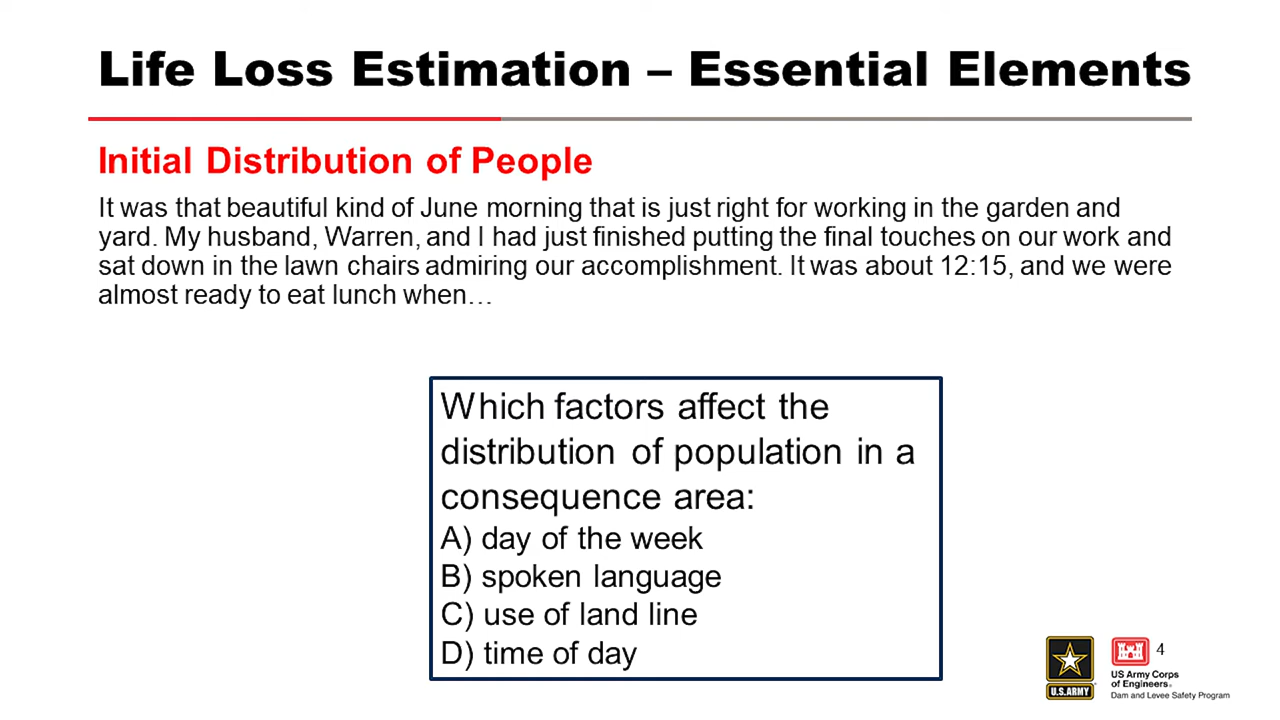 Life Loss Estimation – Essential Elements
Initial Distribution of People
It was that beautiful kind of June morning that is just right for working in the garden and
yard. My husband, Warren, and I had just finished putting the final touches on our work and
sat down in the lawn chairs admiring our accomplishment. It was about 12:15, and we were
almost ready to eat lunch when…
Which factors affect the
distribution of population in a
consequence area:
A) day of the week
B) spoken language
C) use of land line
D) time of day
U.S.ARMY
4
US Army Corps
of Engineers®
Dam and Levee Safety Program